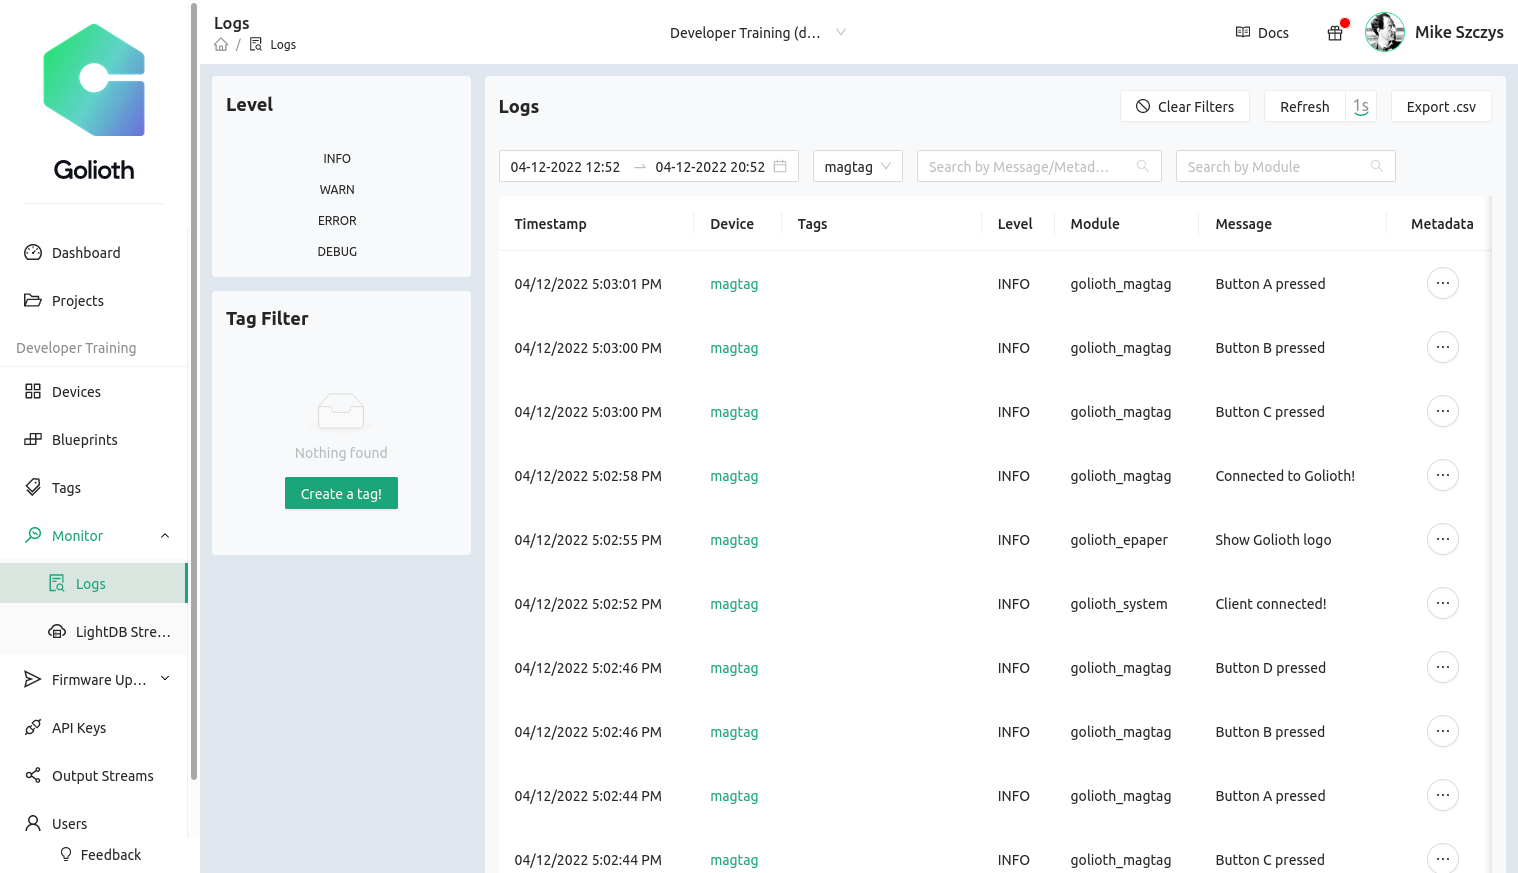 Golioth
Dashboard
Projects
Developer Training
Devices
Blueprints
Tags
Monitor
Logs
LightDB Stre...
Firmware Up...
API Keys
Output Streams
Users
Feedback
Logs
/ Logs
Developer Training (d...
Docs
Mike Szczys
Level
INFO
WARN
ERROR
DEBUG
Tag Filter
Nothing found
Create a tag!
Logs
Clear Filters
Refresh 1s
Export .csv
04-12-2022 12:52 → 04-12-2022 20:52
magtag
Search by Message/Metad...
Search by Module
Timestamp Device Tags Level Module Message Metadata
04/12/2022 5:03:01 PM magtag INFO golioth_magtag Button A pressed ...
04/12/2022 5:03:00 PM magtag INFO golioth_magtag Button B pressed ...
04/12/2022 5:03:00 PM magtag INFO golioth_magtag Button C pressed ...
04/12/2022 5:02:58 PM magtag INFO golioth_magtag Connected to Golioth! ...
04/12/2022 5:02:55 PM magtag INFO golioth_epaper Show Golioth logo ...
04/12/2022 5:02:52 PM magtag INFO golioth_system Client connected! ...
04/12/2022 5:02:46 PM magtag INFO golioth_magtag Button D pressed ...
04/12/2022 5:02:46 PM magtag INFO golioth_magtag Button B pressed ...
04/12/2022 5:02:44 PM magtag INFO golioth_magtag Button A pressed ...
04/12/2022 5:02:44 PM magtag INFO golioth_magtag Button C pressed ...